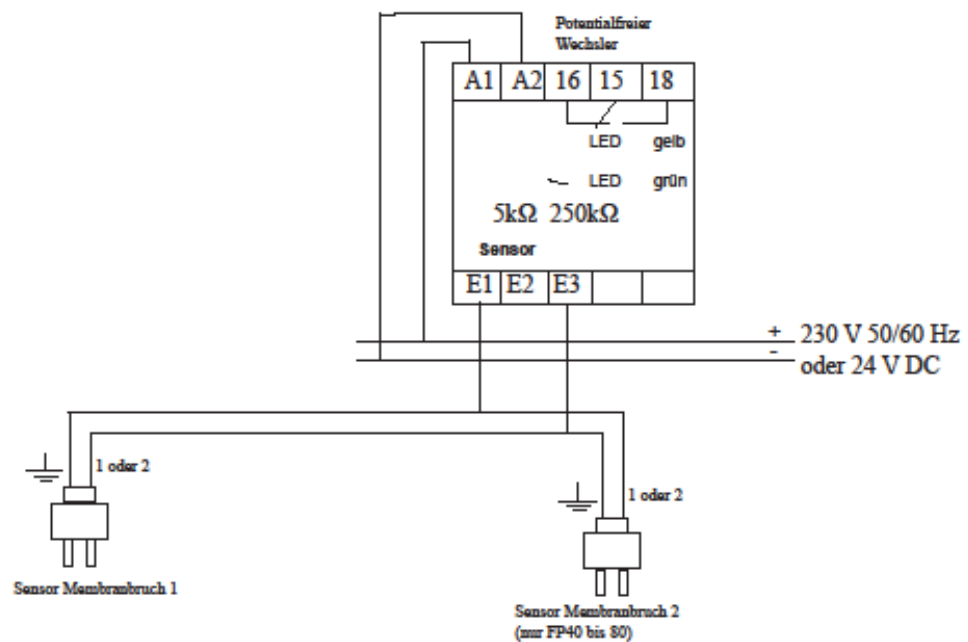 Potentialfreier
Wechsler
A1 A2 16 15 18
LED gelb
LED grün
5kΩ 250kΩ
Sensor
E1 E2 E3
+ 230 V 50/60 Hz
- oder 24 V DC
1 oder 2
1 oder 2
Sensor Membranbruch 1
Sensor Membranbruch 2
(nur FP40 bis 80)